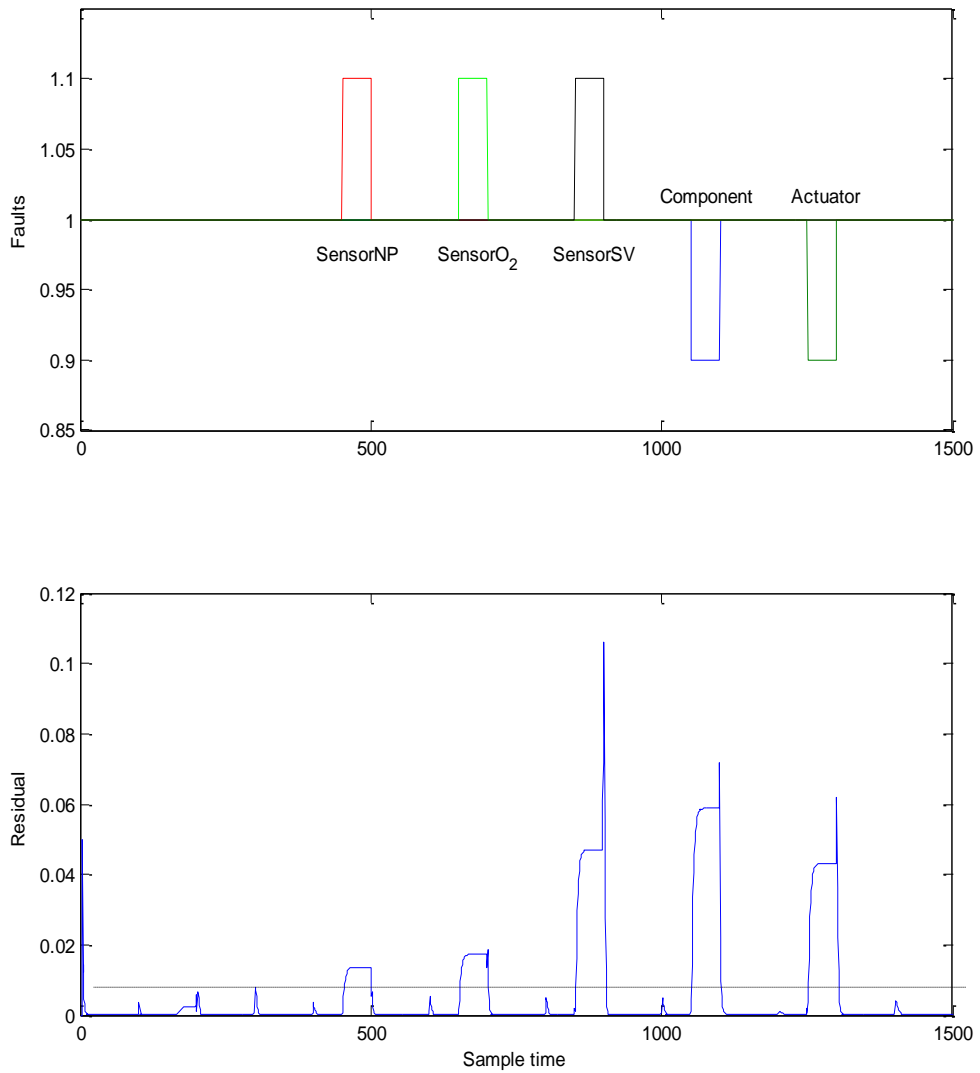 1.1
1.05
Component
Actuator
1
Faults
SensorNP
SensorO2
SensorSV
0.95
0.9
0.85
0
500
1000
1500
0.12
0.1
0.08
0.06
Residual
0.04
0.02
0
0
500
1000
1500
Sample time